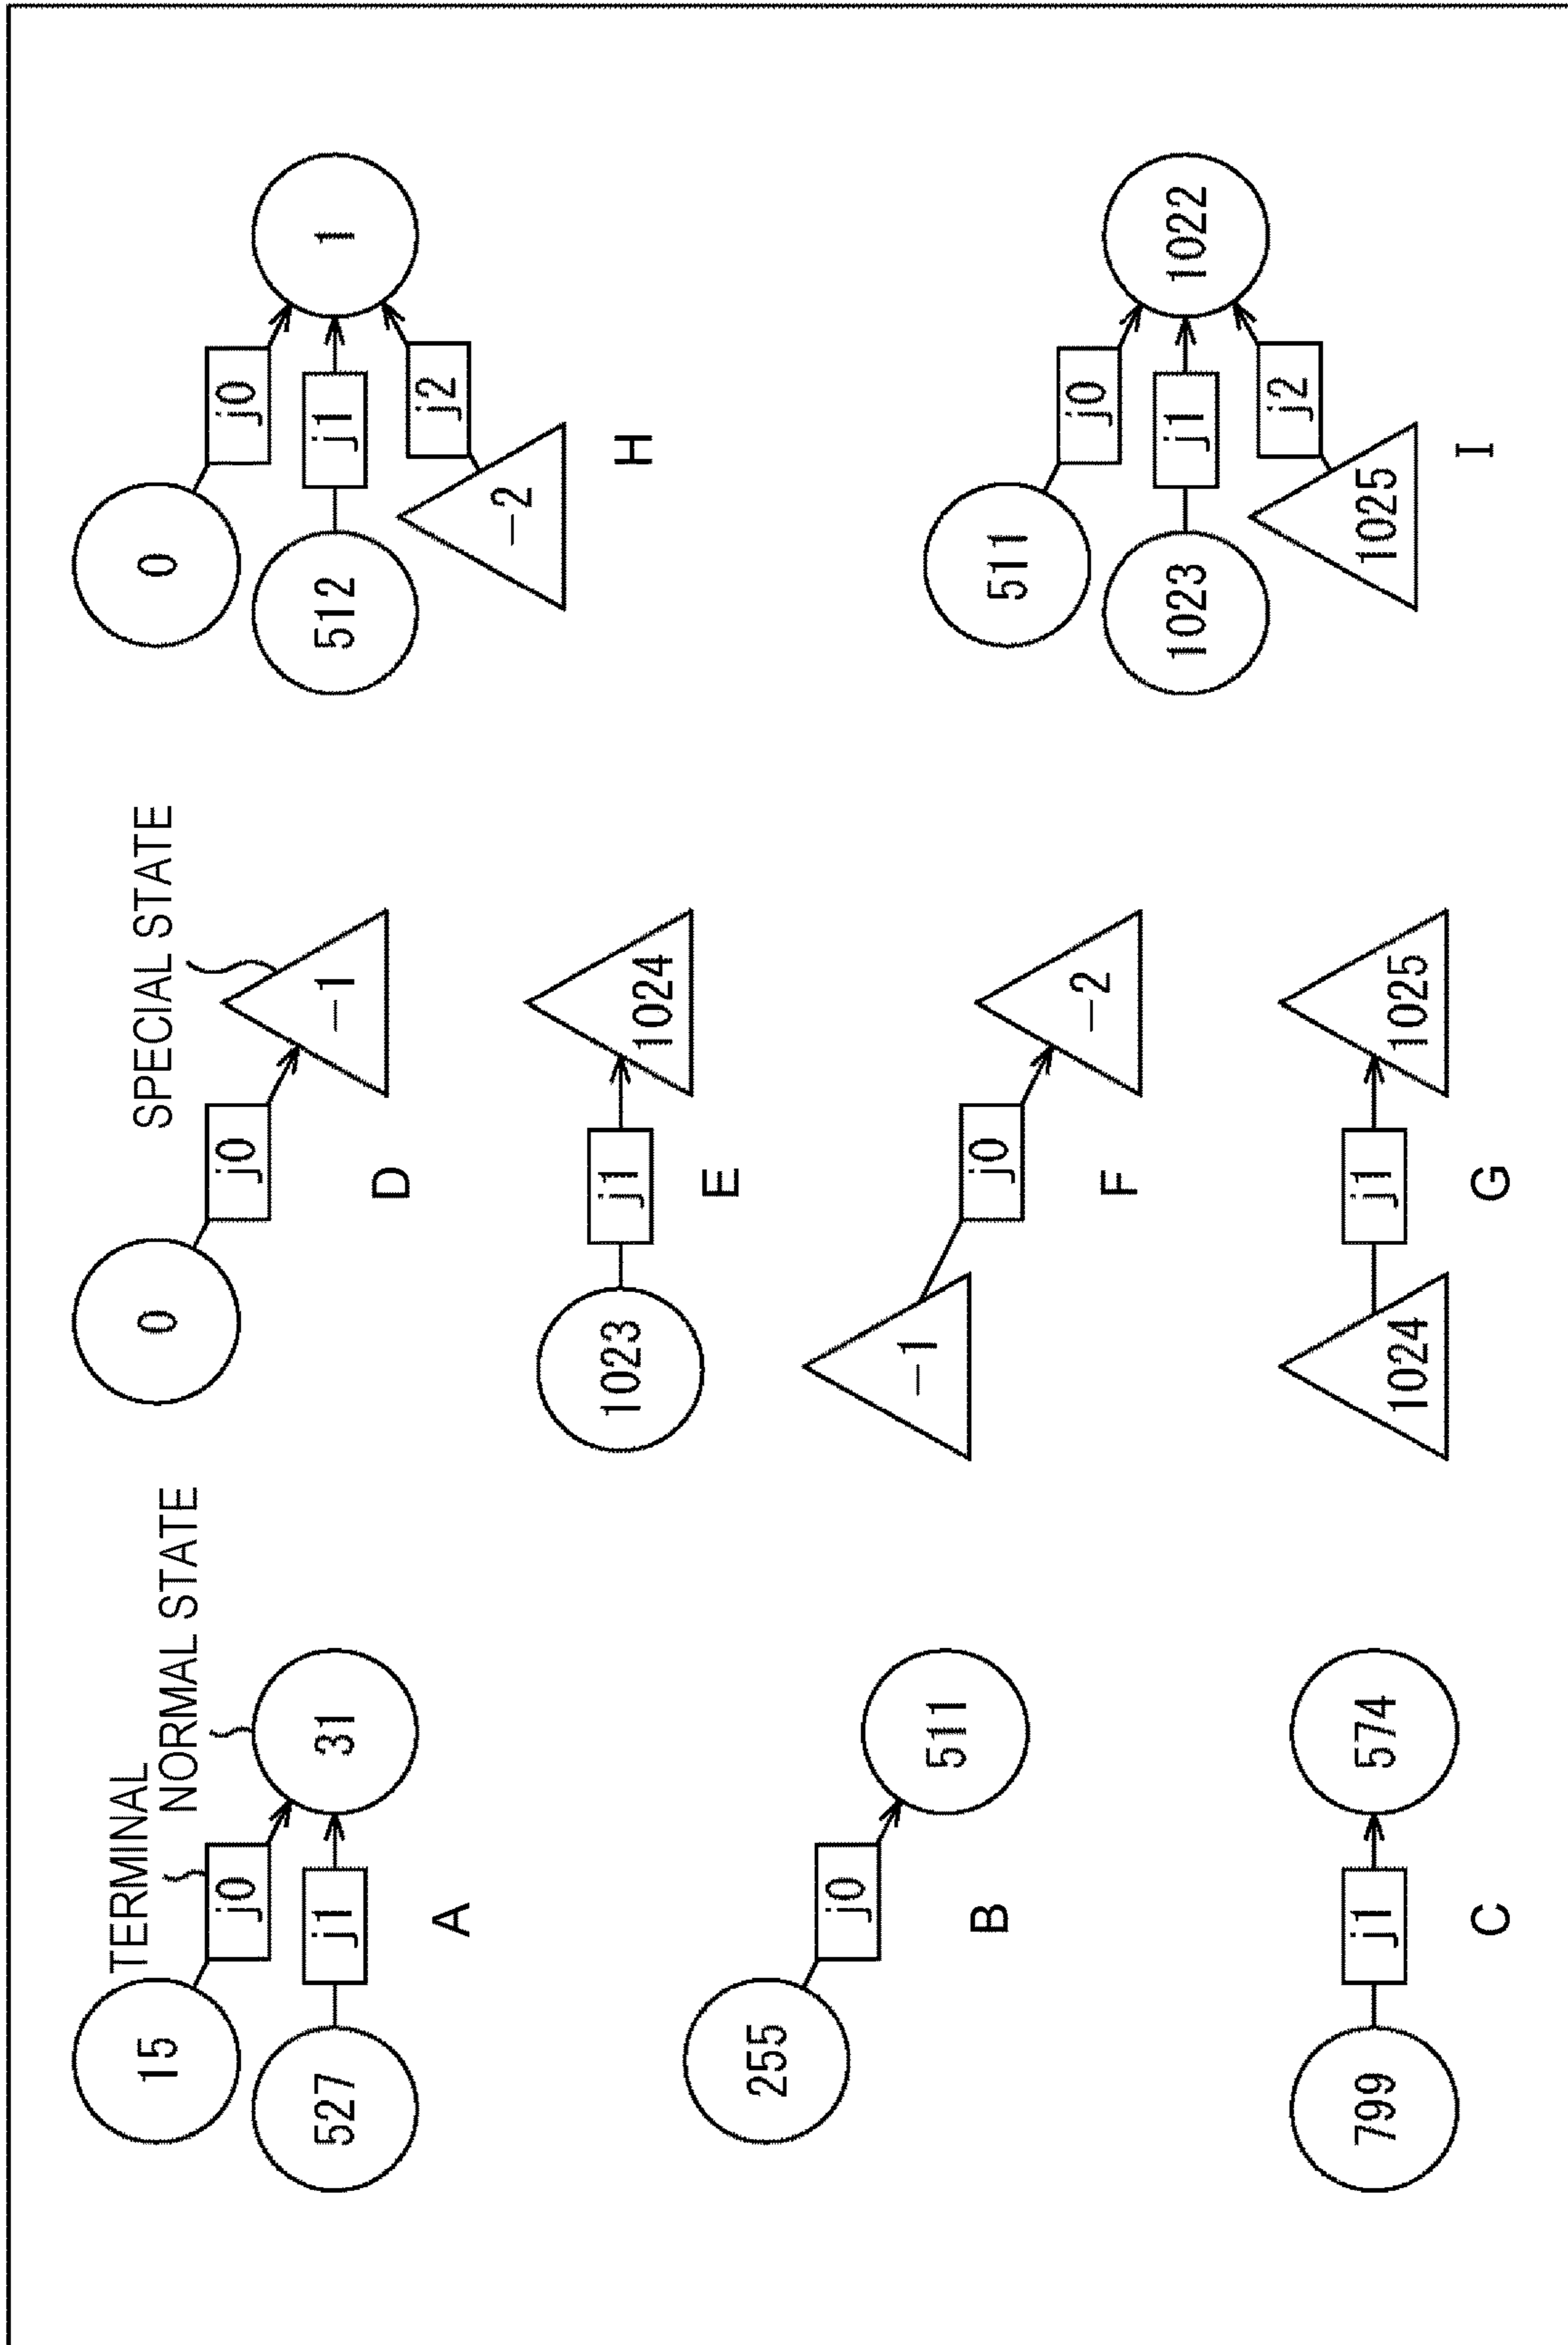 TERMINAL
NORMAL STATE
15
j0
527
j1
31
A
255
j0
511
B
799
j1
574
C
SPECIAL STATE
0
j0
−1
D
1023
j1
1024
E
−1
j0
−2
F
1024
j1
1025
G
0
j0
512
j1
1
−2
j2
H
511
j0
1023
j1
1022
1025
j2
I